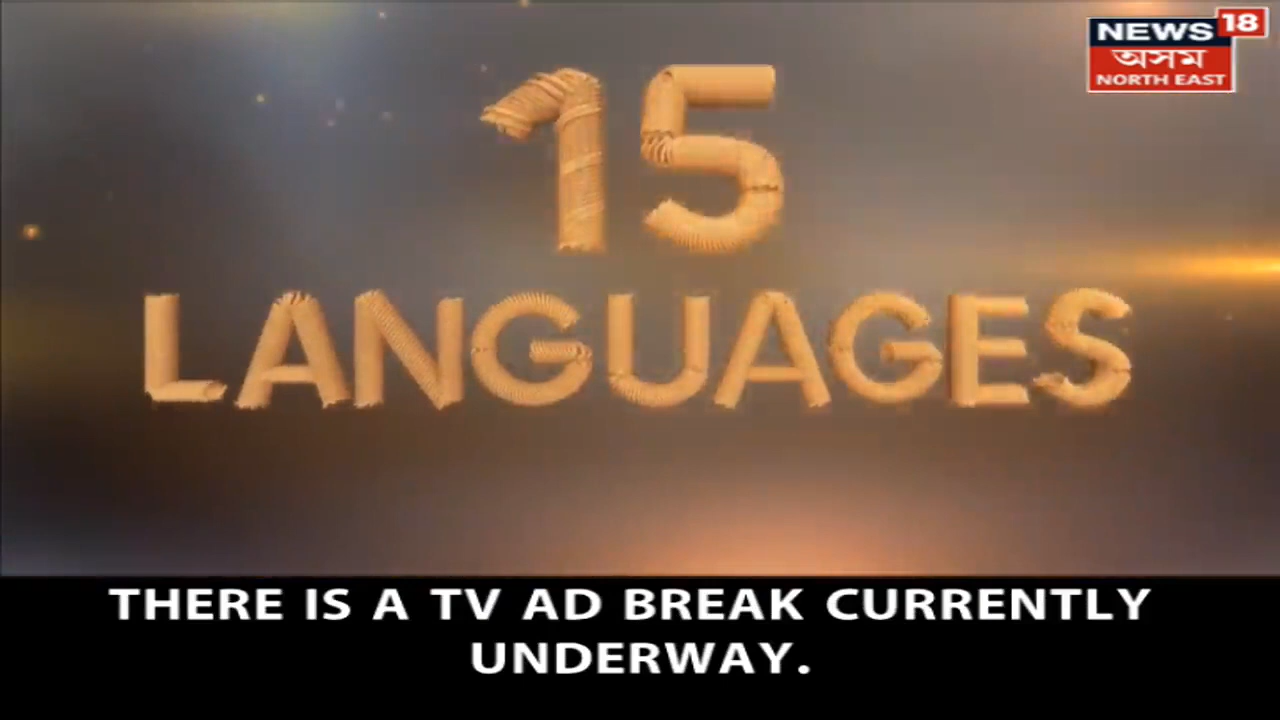 NEWS 18
অসম
NORTH EAST
15
LANGUAGES
THERE IS A TV AD BREAK CURRENTLY
UNDERWAY.